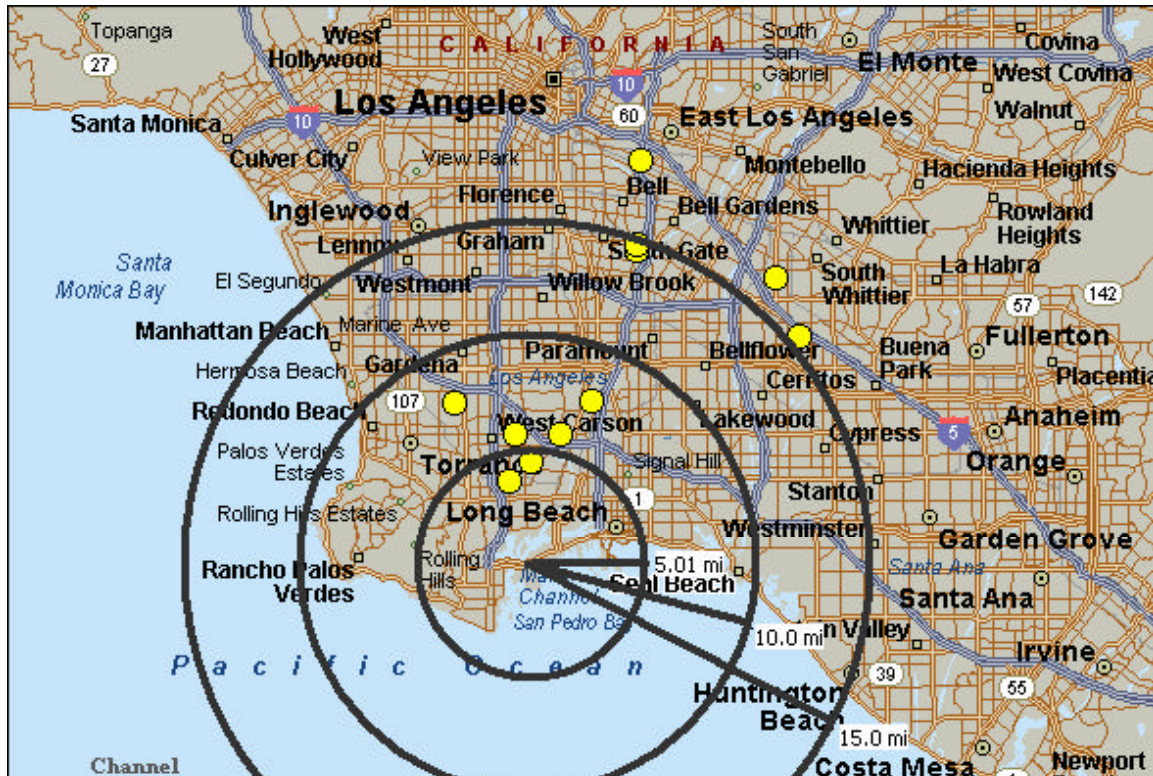 Topanga
West
Hollywood
CALIFORNIA
South
San
Gabriel
El Monte
Covina
West Covina
27
10
Los Angeles
10
60
East Los Angeles
Walnut
Santa Monica
Culver City
View Park
Montebello
Hacienda Heights
Florence
Bell
Rowland
Heights
Inglewood
Bell Gardens
Whittier
Lennox
Graham
South Gate
Santa
Monica Bay
El Segundo
Westmont
Willow Brook
South
Whittier
La Habra
142
57
Manhattan Beach
Marine Ave
Paramount
Bellflower
Buena
Park
Fullerton
Gardena
Hermosa Beach
Los Angeles
Cerritos
Placentia
107
Redondo Beach
West Carson
Lakewood
Anaheim
5
Palos Verdes
Estates
Torrance
Signal Hill
Cypress
Orange
Stanton
Rolling Hills Estates
Long Beach
1
Westminster
Garden Grove
Rancho Palos
Verdes
Rolling
Hills
5.01 mi
Seal Beach
Santa Ana
Channel
San Pedro Ba
Santa Ana
10.0 mi
in Valley
Irvine
Pacific Ocean
39
55
Huntington
Beach
15.0 mi
Channel
Costa Mesa
Newport